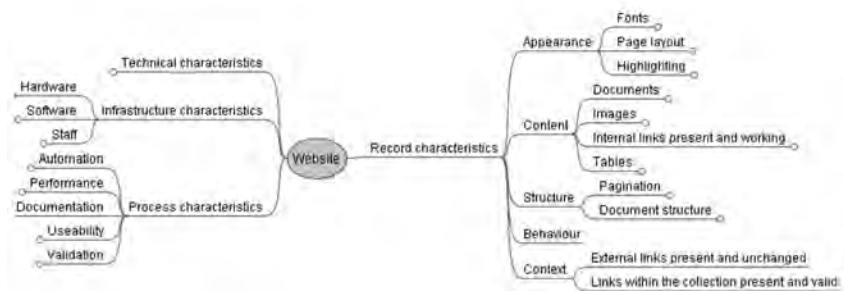 Technical characteristics
Hardware
Infrastructure characteristics
Software
Staff
Automation
Performance
Documentation
Process characteristics
Useability
Validation
Website
Record characteristics
Appearance
Fonts
Page layout
Highlighting
Content
Documents
Images
Internal links present and working
Tables
Structure
Pagination
Document structure
Behaviour
Context
External links present and unchanged
Links within the collection present and valid